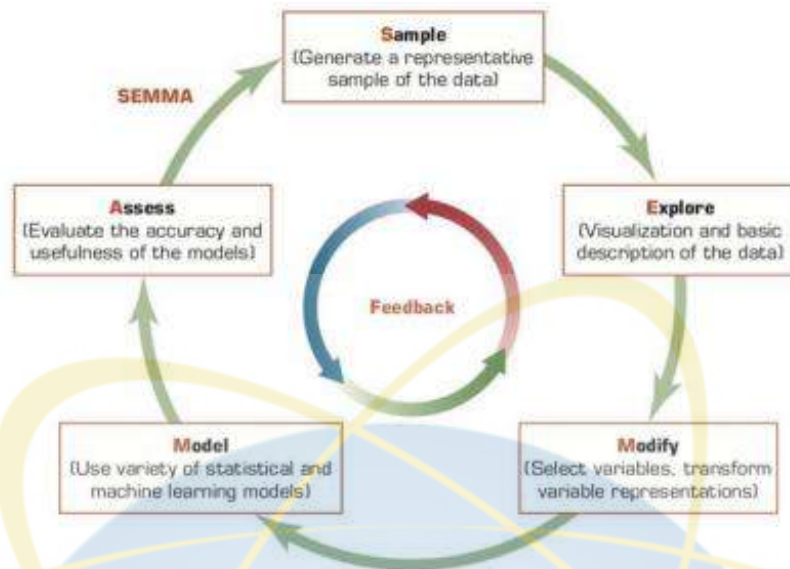 Sample
(Generate a representative
sample of the data)
SEMMA
Explore
(Visualization and basic
description of the data)
Modify
(Select variables, transform
variable representations)
Model
(Use variety of statistical and
machine learning models)
Assess
(Evaluate the accuracy and
usefulness of the models)
Feedback